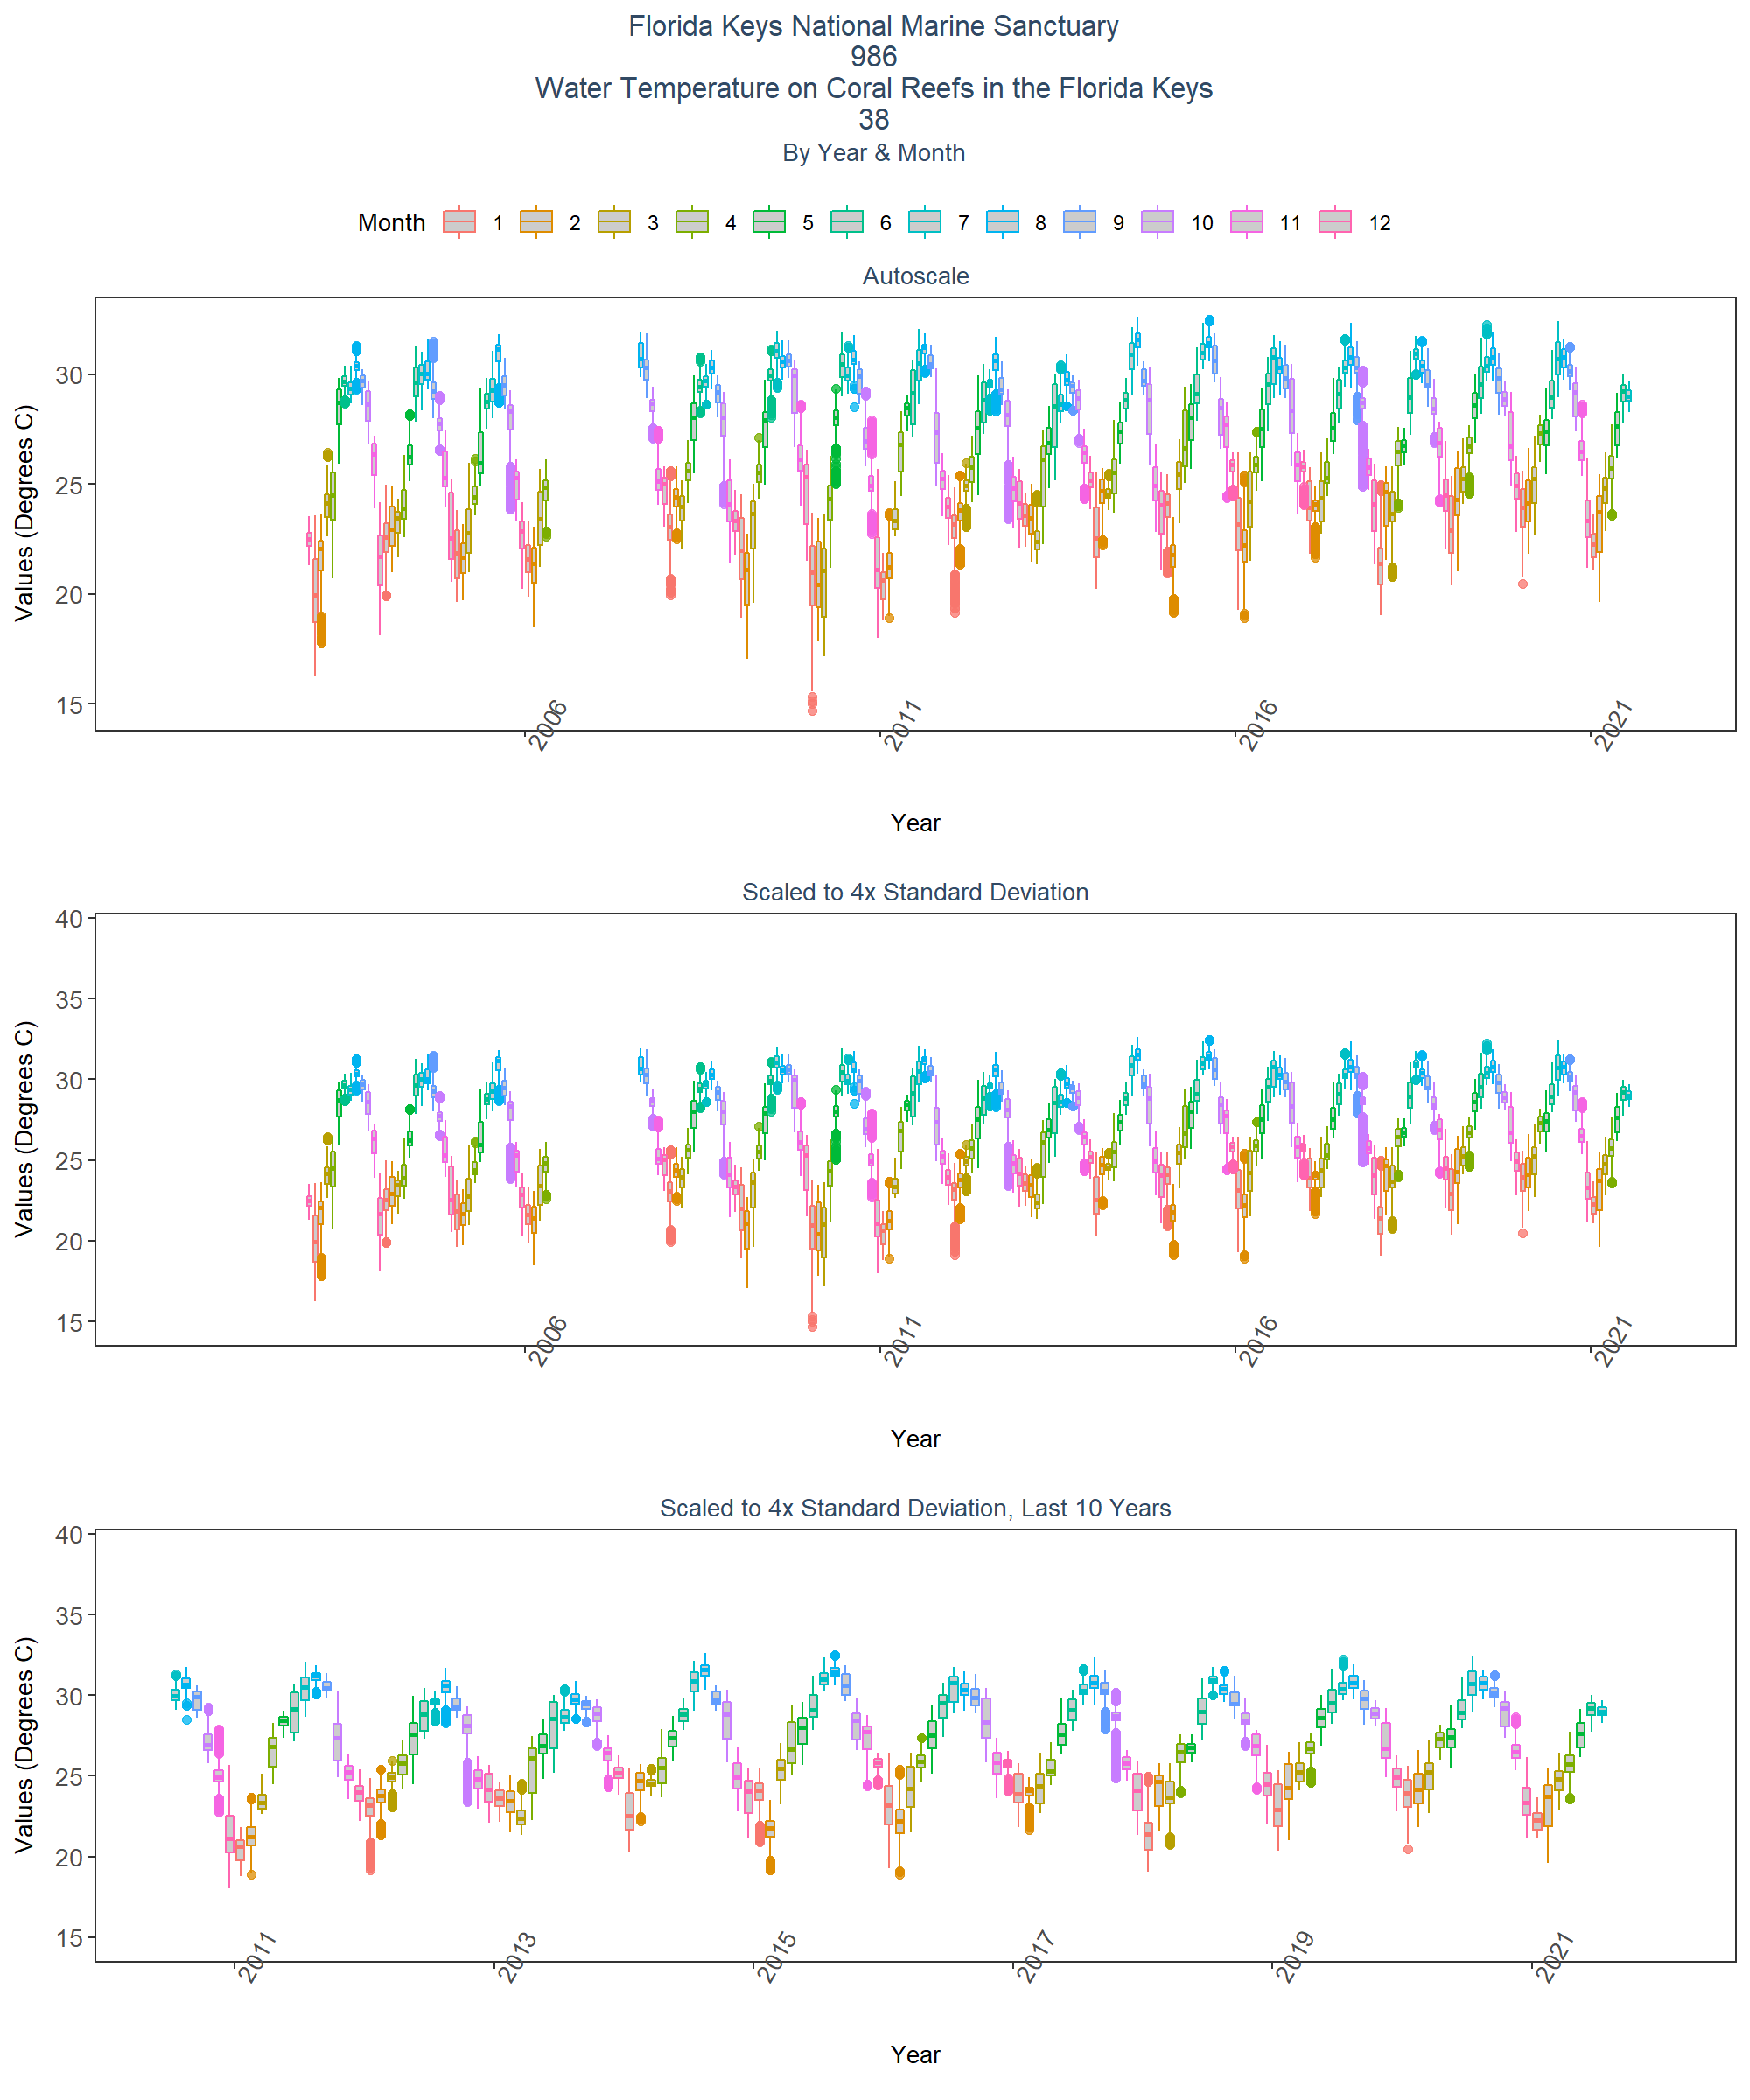 Florida Keys National Marine Sanctuary
986
Water Temperature on Coral Reefs in the Florida Keys
38
By Year & Month
Month 1 2 3 4 5 6 7 8 9 10 11 12
Autoscale
Values (Degrees C)
30
25
20
15
2006 2011 2016 2021
Year
Scaled to 4x Standard Deviation
Values (Degrees C)
40
35
30
25
20
15
2006 2011 2016 2021
Year
Scaled to 4x Standard Deviation, Last 10 Years
Values (Degrees C)
40
35
30
25
20
15
2011 2013 2015 2017 2019 2021
Year